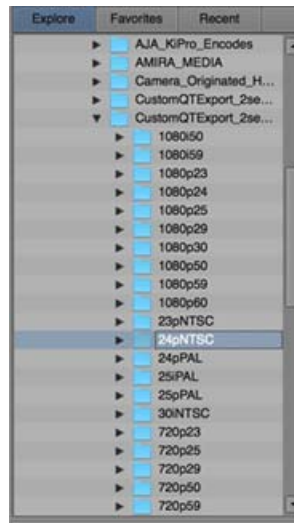 Explore Favorites Recent
AJA_KiPro_Encodes
AMIRA_MEDIA
Camera_Originated_H...
CustomQTExport_2se...
CustomQTExport_2se...
1080i50
1080i59
1080p23
1080p24
1080p25
1080p29
1080p30
1080p50
1080p59
1080p60
23pNTSC
24pNTSC
24pPAL
25iPAL
25pPAL
30iNTSC
720p23
720p25
720p29
720p50
720p59